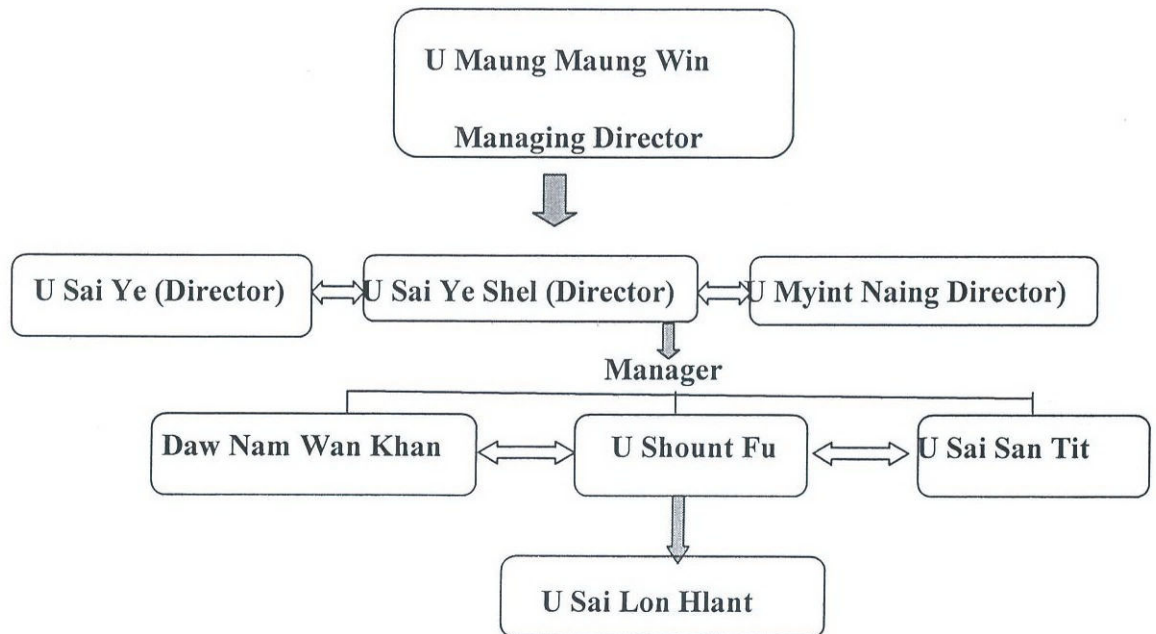 U Maung Maung Win
Managing Director
U Sai Ye (Director)
U Sai Ye Shel (Director)
U Myint Naing Director)
Manager
Daw Nam Wan Khan
U Shount Fu
U Sai San Tit
U Sai Lon Hlant